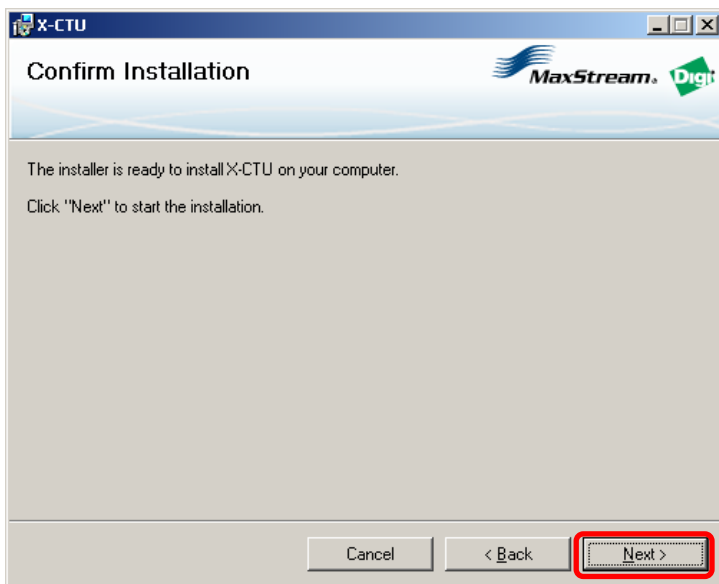 X-CTU
Confirm Installation
MaxStream. Digi
The installer is ready to install X-CTU on your computer.
Click "Next" to start the installation.
Cancel
< Back
Next >